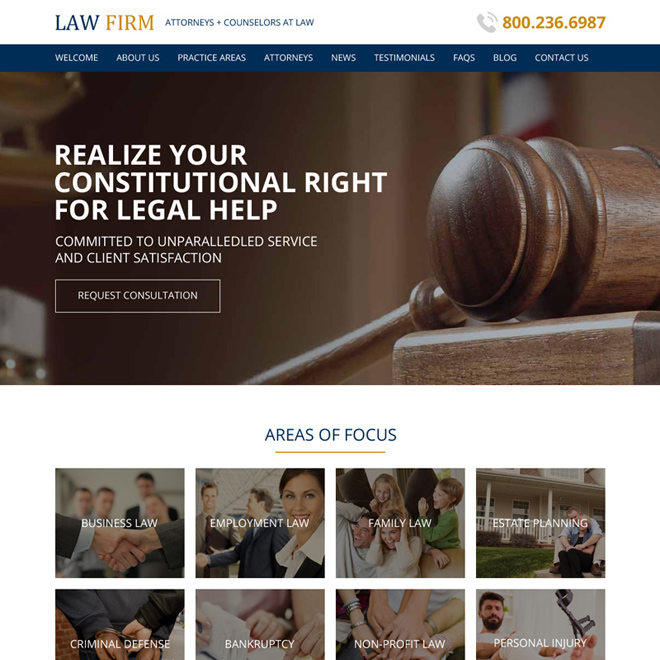 LAW FIRM ATTORNEYS + COUNSELORS AT LAW 800.236.6987
WELCOME ABOUT US PRACTICE AREAS ATTORNEYS NEWS TESTIMONIALS FAQS BLOG CONTACT US
REALIZE YOUR
CONSTITUTIONAL RIGHT
FOR LEGAL HELP
COMMITTED TO UNPARALLEDLED SERVICE
AND CLIENT SATISFACTION
REQUEST CONSULTATION
AREAS OF FOCUS
BUSINESS LAW EMPLOYMENT LAW FAMILY LAW ESTATE PLANNING
CRIMINAL DEFENSE BANKRUPTCY NON-PROFIT LAW PERSONAL INJURY